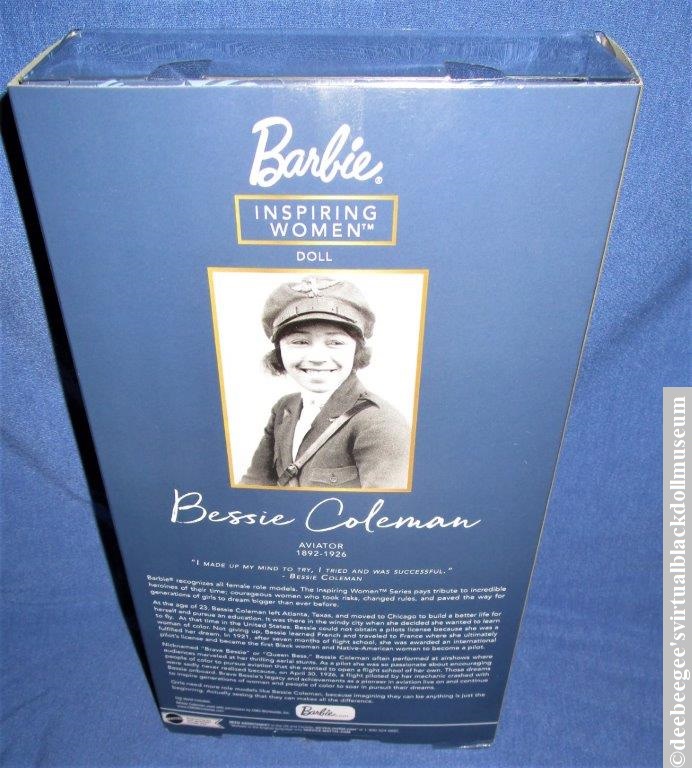 Barbie®
INSPIRING
WOMEN™
DOLL
Bessie Coleman
AVIATOR
1892-1926
"I MADE UP MY MIND TO TRY, I TRIED AND WAS SUCCESSFUL."
- BESSIE COLEMAN
Barbie® recognizes all female role models. The Inspiring Women™ Series pays tribute to incredible
heroines of their time; courageous women who took risks, changed rules, and paved the way for
generations of girls to dream bigger than ever before.
At the age of 23, Bessie Coleman left Atlanta, Texas, and moved to Chicago to build a better life for
herself and pursue an education. It was there in the windy city when she decided she wanted to learn
to fly. At that time in the United States, Bessie could not obtain a pilots license because she was a
woman of color. Not giving up, Bessie learned French and traveled to France where she ultimately
fulfilled her dream. In 1921, after seven months of flight school, she was awarded an international
pilot's license and became the first Black woman and Native-American woman to become a pilot.
Nicknamed "Brave Bessie" or "Queen Bess," Bessie Coleman often performed at airshows where
audiences marveled at her thrilling aerial stunts. As a pilot she was so passionate about encouraging
people of color to pursue aviation that she wanted to open a flight school of her own. Those dreams
were sadly never realized because, on April 30, 1926, a flight piloted by her mechanic crashed with
Bessie onboard. Brave Bessie's legacy and achievements as a pioneer in aviation live on and continue
to inspire generations of women and people of color to soar in pursuit their dreams.
Girls need more role models like Bessie Coleman, because imagining they can be anything is just the
beginning. Actually seeing that they can makes all the difference.
Barbie.com
©deebeegee'svirtualblackdollmuseum